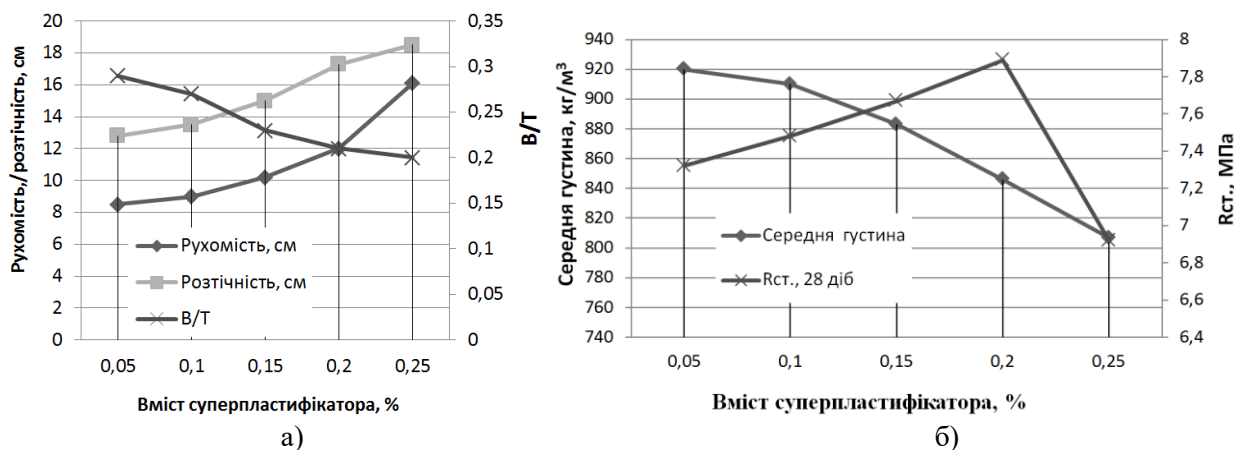 20
18
16
14
12
10
8
6
4
2
0
Рухомість,/розтічність, см
0,35
0,3
0,25
0,2
0,15
0,1
0,05
0
В/Т
Рухомість, см
Розтічність, см
В/Т
0,05 0,1 0,15 0,2 0,25
Вміст суперпластифікатора, %
а)
940
920
900
880
860
840
820
800
780
760
740
Середня густина, кг/м³
8
7,8
7,6
7,4
7,2
7
6,8
6,6
6,4
Rст., МПа
Середня густина
Rст., 28 діб
0,05 0,1 0,15 0,2 0,25
Вміст суперпластифікатора, %
б)